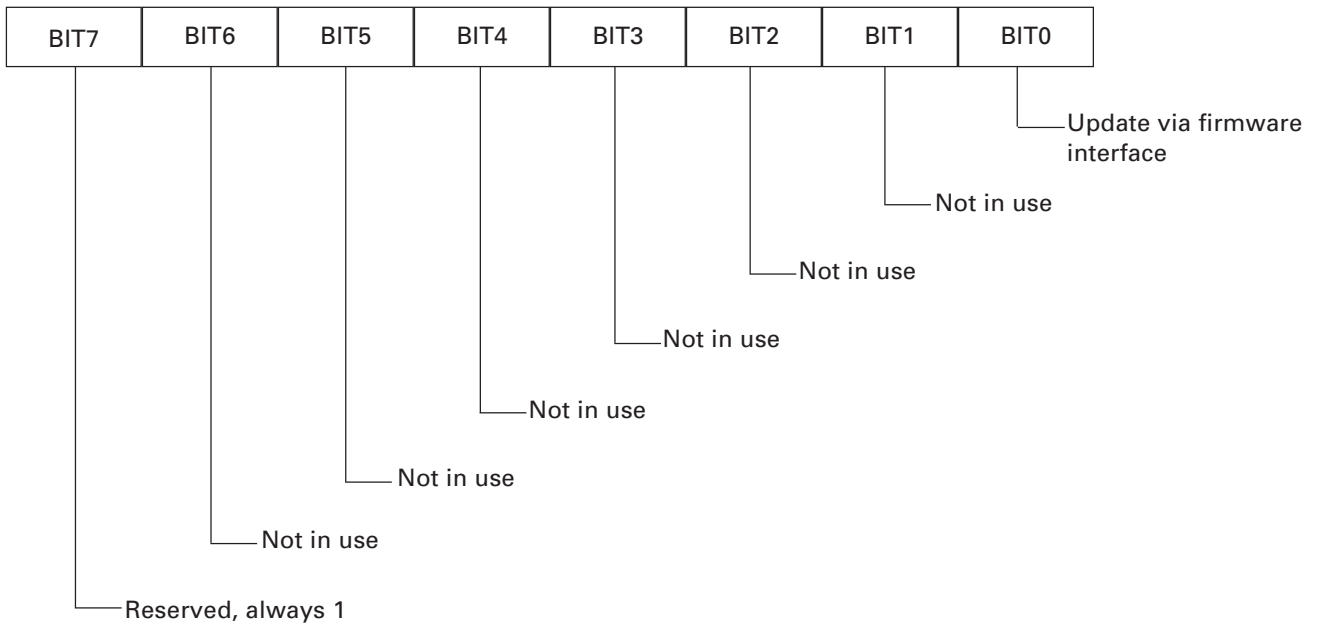 BIT7 BIT6 BIT5 BIT4 BIT3 BIT2 BIT1 BIT0
Update via firmware
interface
Not in use
Not in use
Not in use
Not in use
Not in use
Not in use
Reserved, always 1